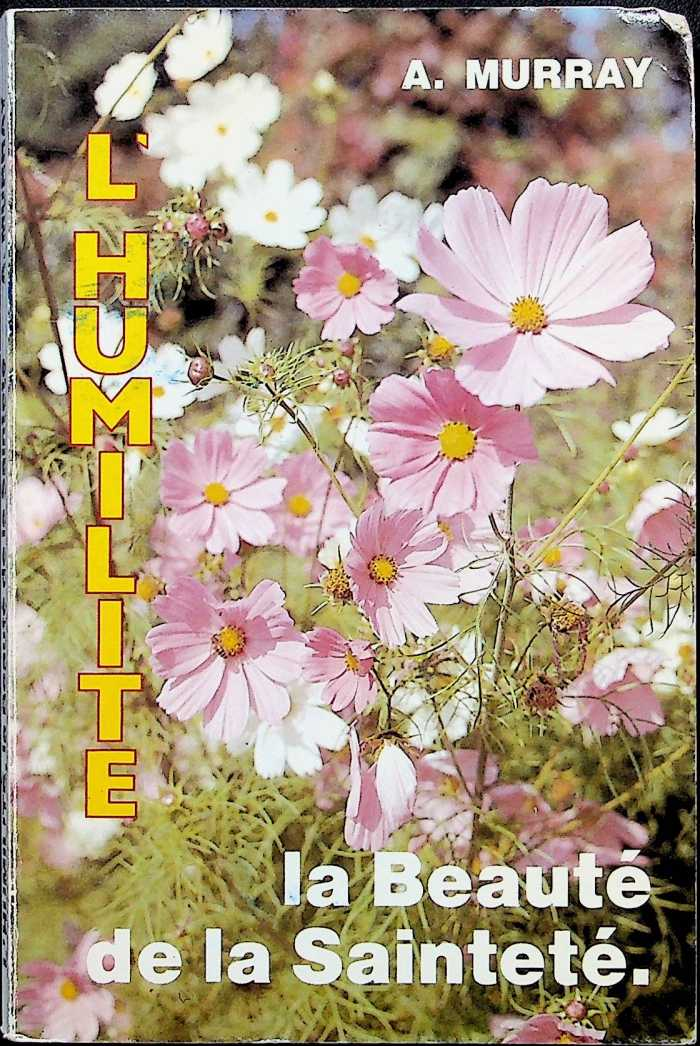 A. MURRAY
L'HUMILITE
la Beauté
de la Sainteté.